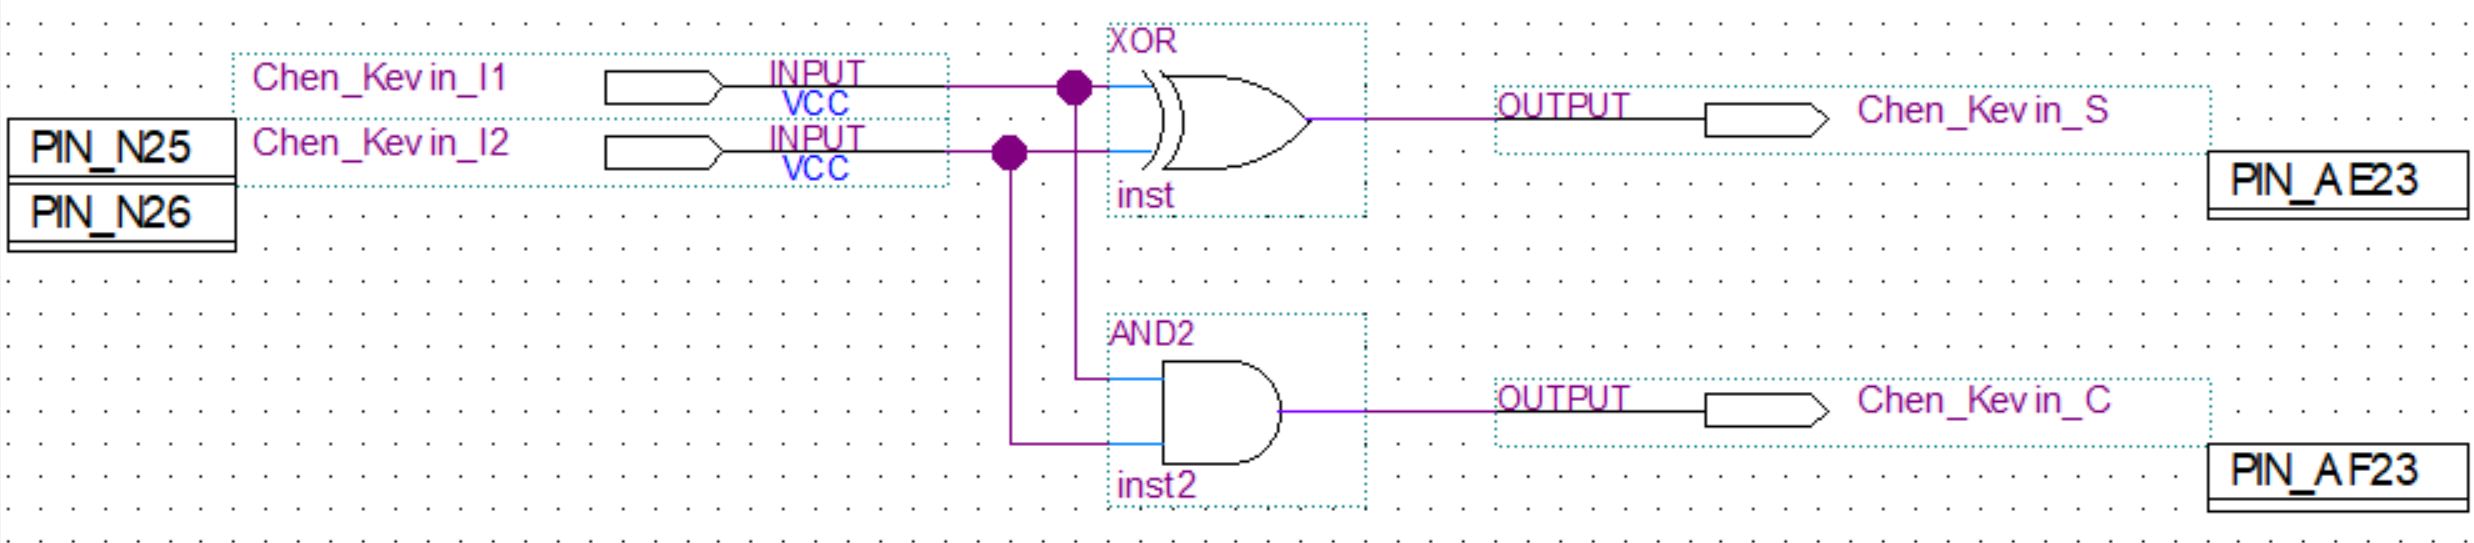 XOR
Chen_Kevin_I1
INPUT
VCC
Chen_Kevin_I2
INPUT
VCC
PIN_N25
PIN_N26
inst
OUTPUT
Chen_Kevin_S
PIN_AE23
AND2
inst2
OUTPUT
Chen_Kevin_C
PIN_AF23